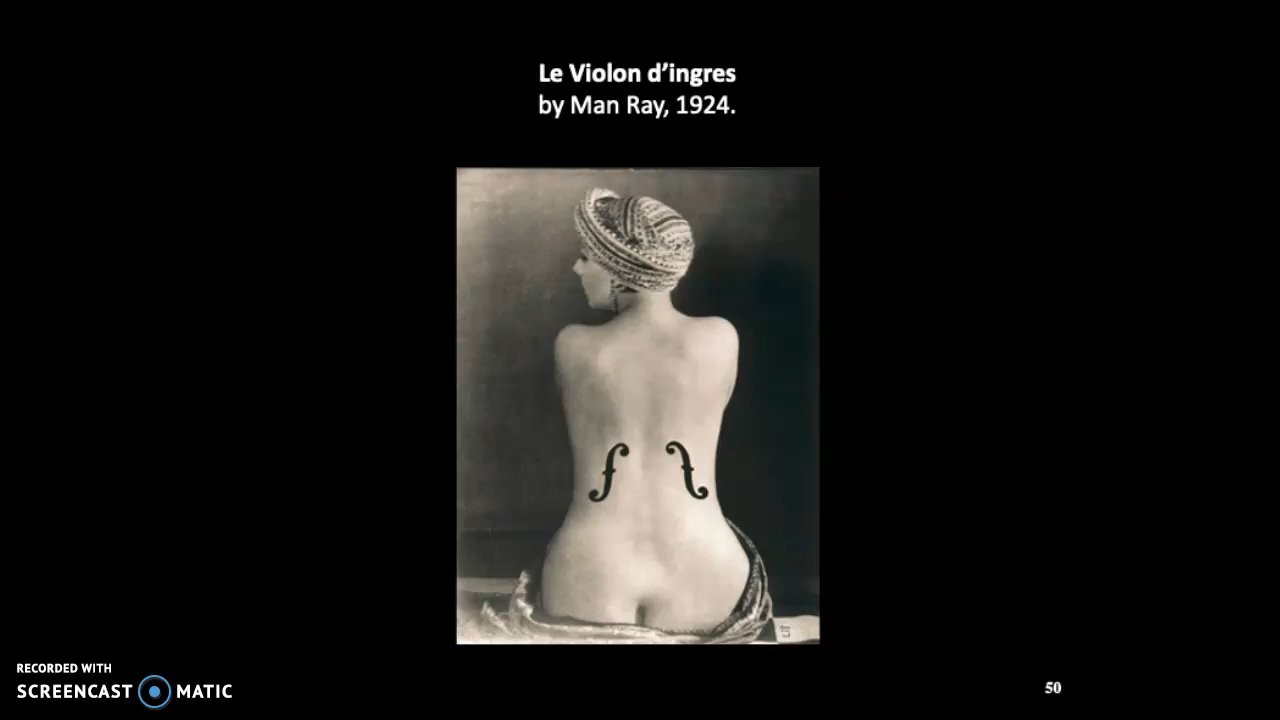 Le Violon d’ingres
by Man Ray, 1924.
RECORDED WITH
SCREENCAST MATIC
50